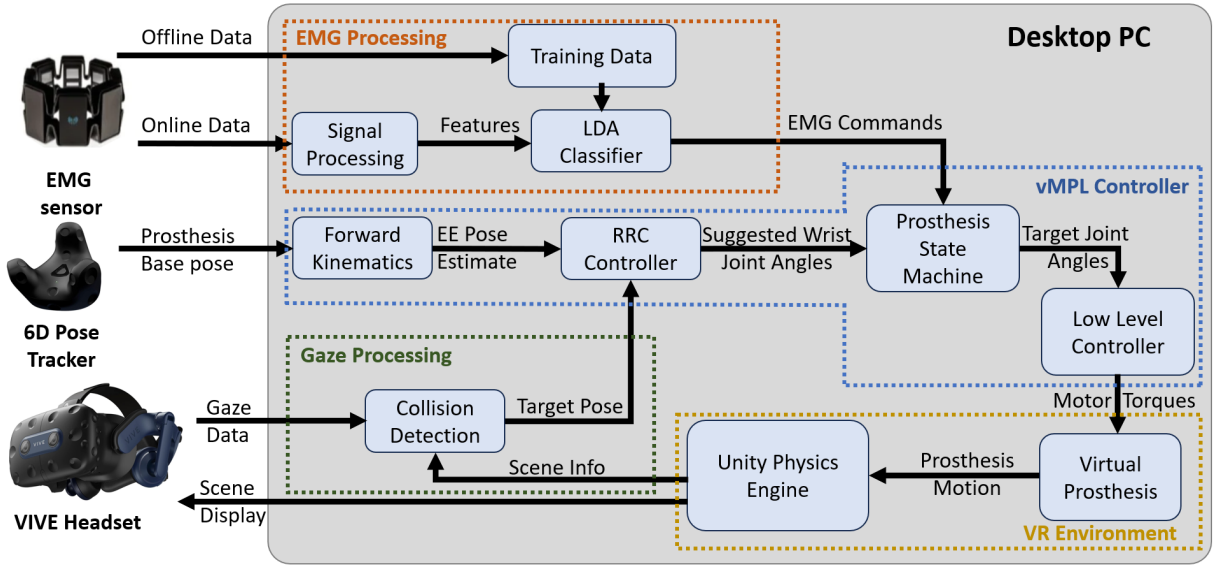 Offline Data
EMG Processing
Training Data
Desktop PC
Online Data
Signal
Processing
Features
LDA
Classifier
EMG Commands
EMG
sensor
vMPL Controller
Prosthesis
Base pose
Forward
Kinematics
EE Pose
Estimate
RRC
Controller
Suggested Wrist
Joint Angles
Prosthesis
State
Machine
Target Joint
Angles
6D Pose
Tracker
Low Level
Controller
Gaze Processing
Gaze
Data
Collision
Detection
Target Pose
Motor Torques
VIVE
Scene Info
Unity Physics
Engine
Prosthesis
Motion
Virtual
Prosthesis
Scene
Display
VIVE Headset
VR Environment